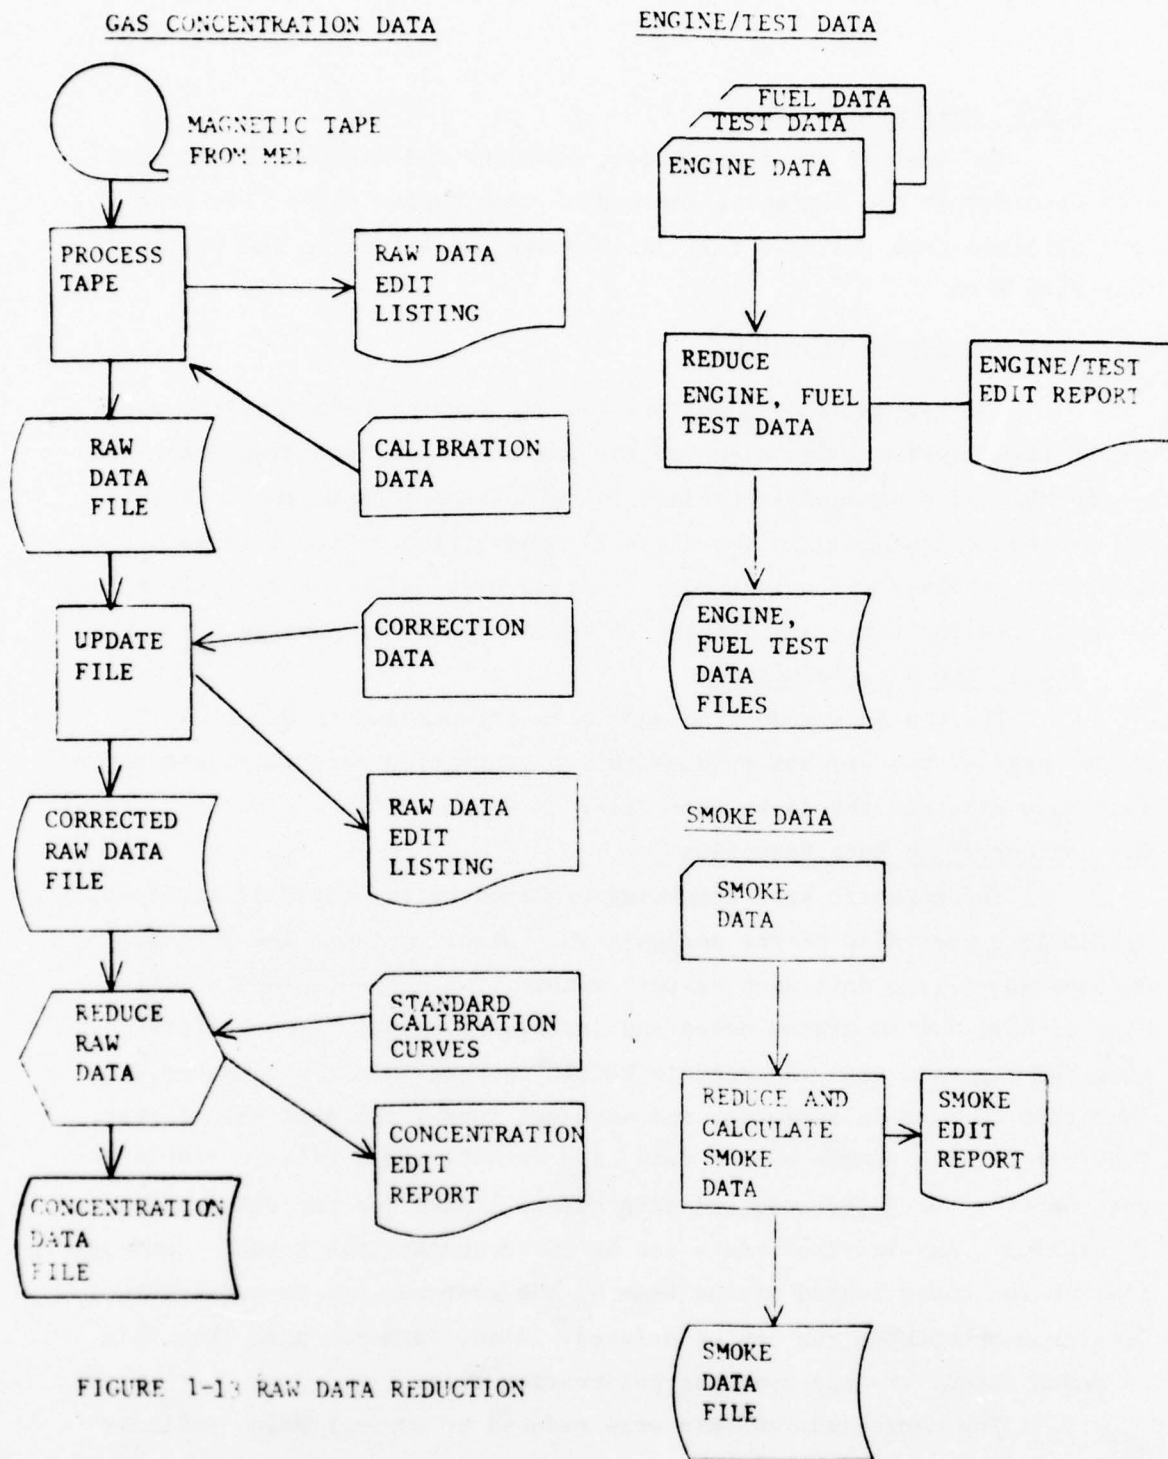 GAS CONCENTRATION DATA
MAGNETIC TAPE
FROM MEL
PROCESS
TAPE
RAW DATA
EDIT
LISTING
RAW
DATA
FILE
CALIBRATION
DATA
UPDATE
FILE
CORRECTION
DATA
CORRECTED
RAW DATA
FILE
RAW DATA
EDIT
LISTING
REDUCE
RAW
DATA
STANDARD
CALIBRATION
CURVES
CONCENTRATION
EDIT
REPORT
CONCENTRATION
DATA
FILE
ENGINE/TEST DATA
FUEL DATA
TEST DATA
ENGINE DATA
REDUCE
ENGINE, FUEL
TEST DATA
ENGINE/TEST
EDIT REPORT
ENGINE,
FUEL TEST
DATA
FILES
SMOKE DATA
SMOKE
DATA
REDUCE AND
CALCULATE
SMOKE
DATA
SMOKE
EDIT
REPORT
SMOKE
DATA
FILE
FIGURE 1-13 RAW DATA REDUCTION